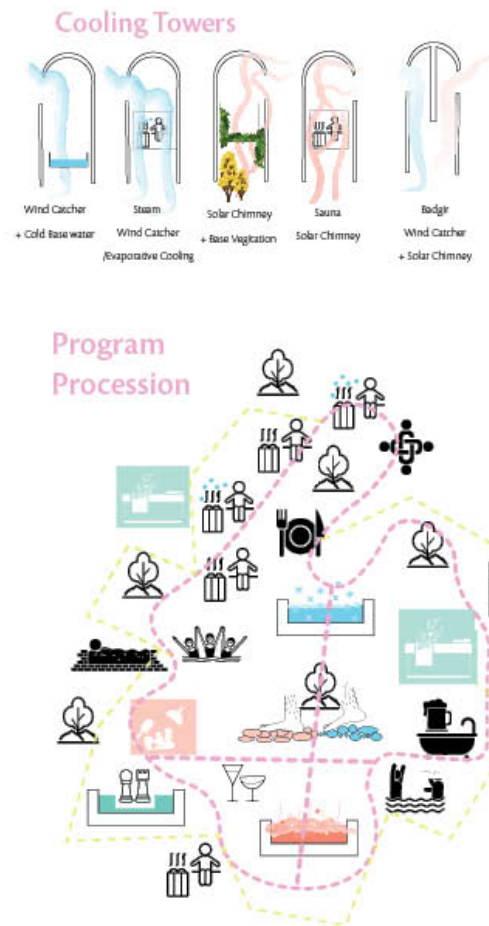 Cooling Towers
Wind Catcher
+ Cold Base water
Steam
Wind Catcher
/Evaporative Cooling
Solar Chimney
+ Base Vegitation
Sauna
Solar Chimney
Badgir
Wind Catcher
+ Solar Chimney
Program
Procession